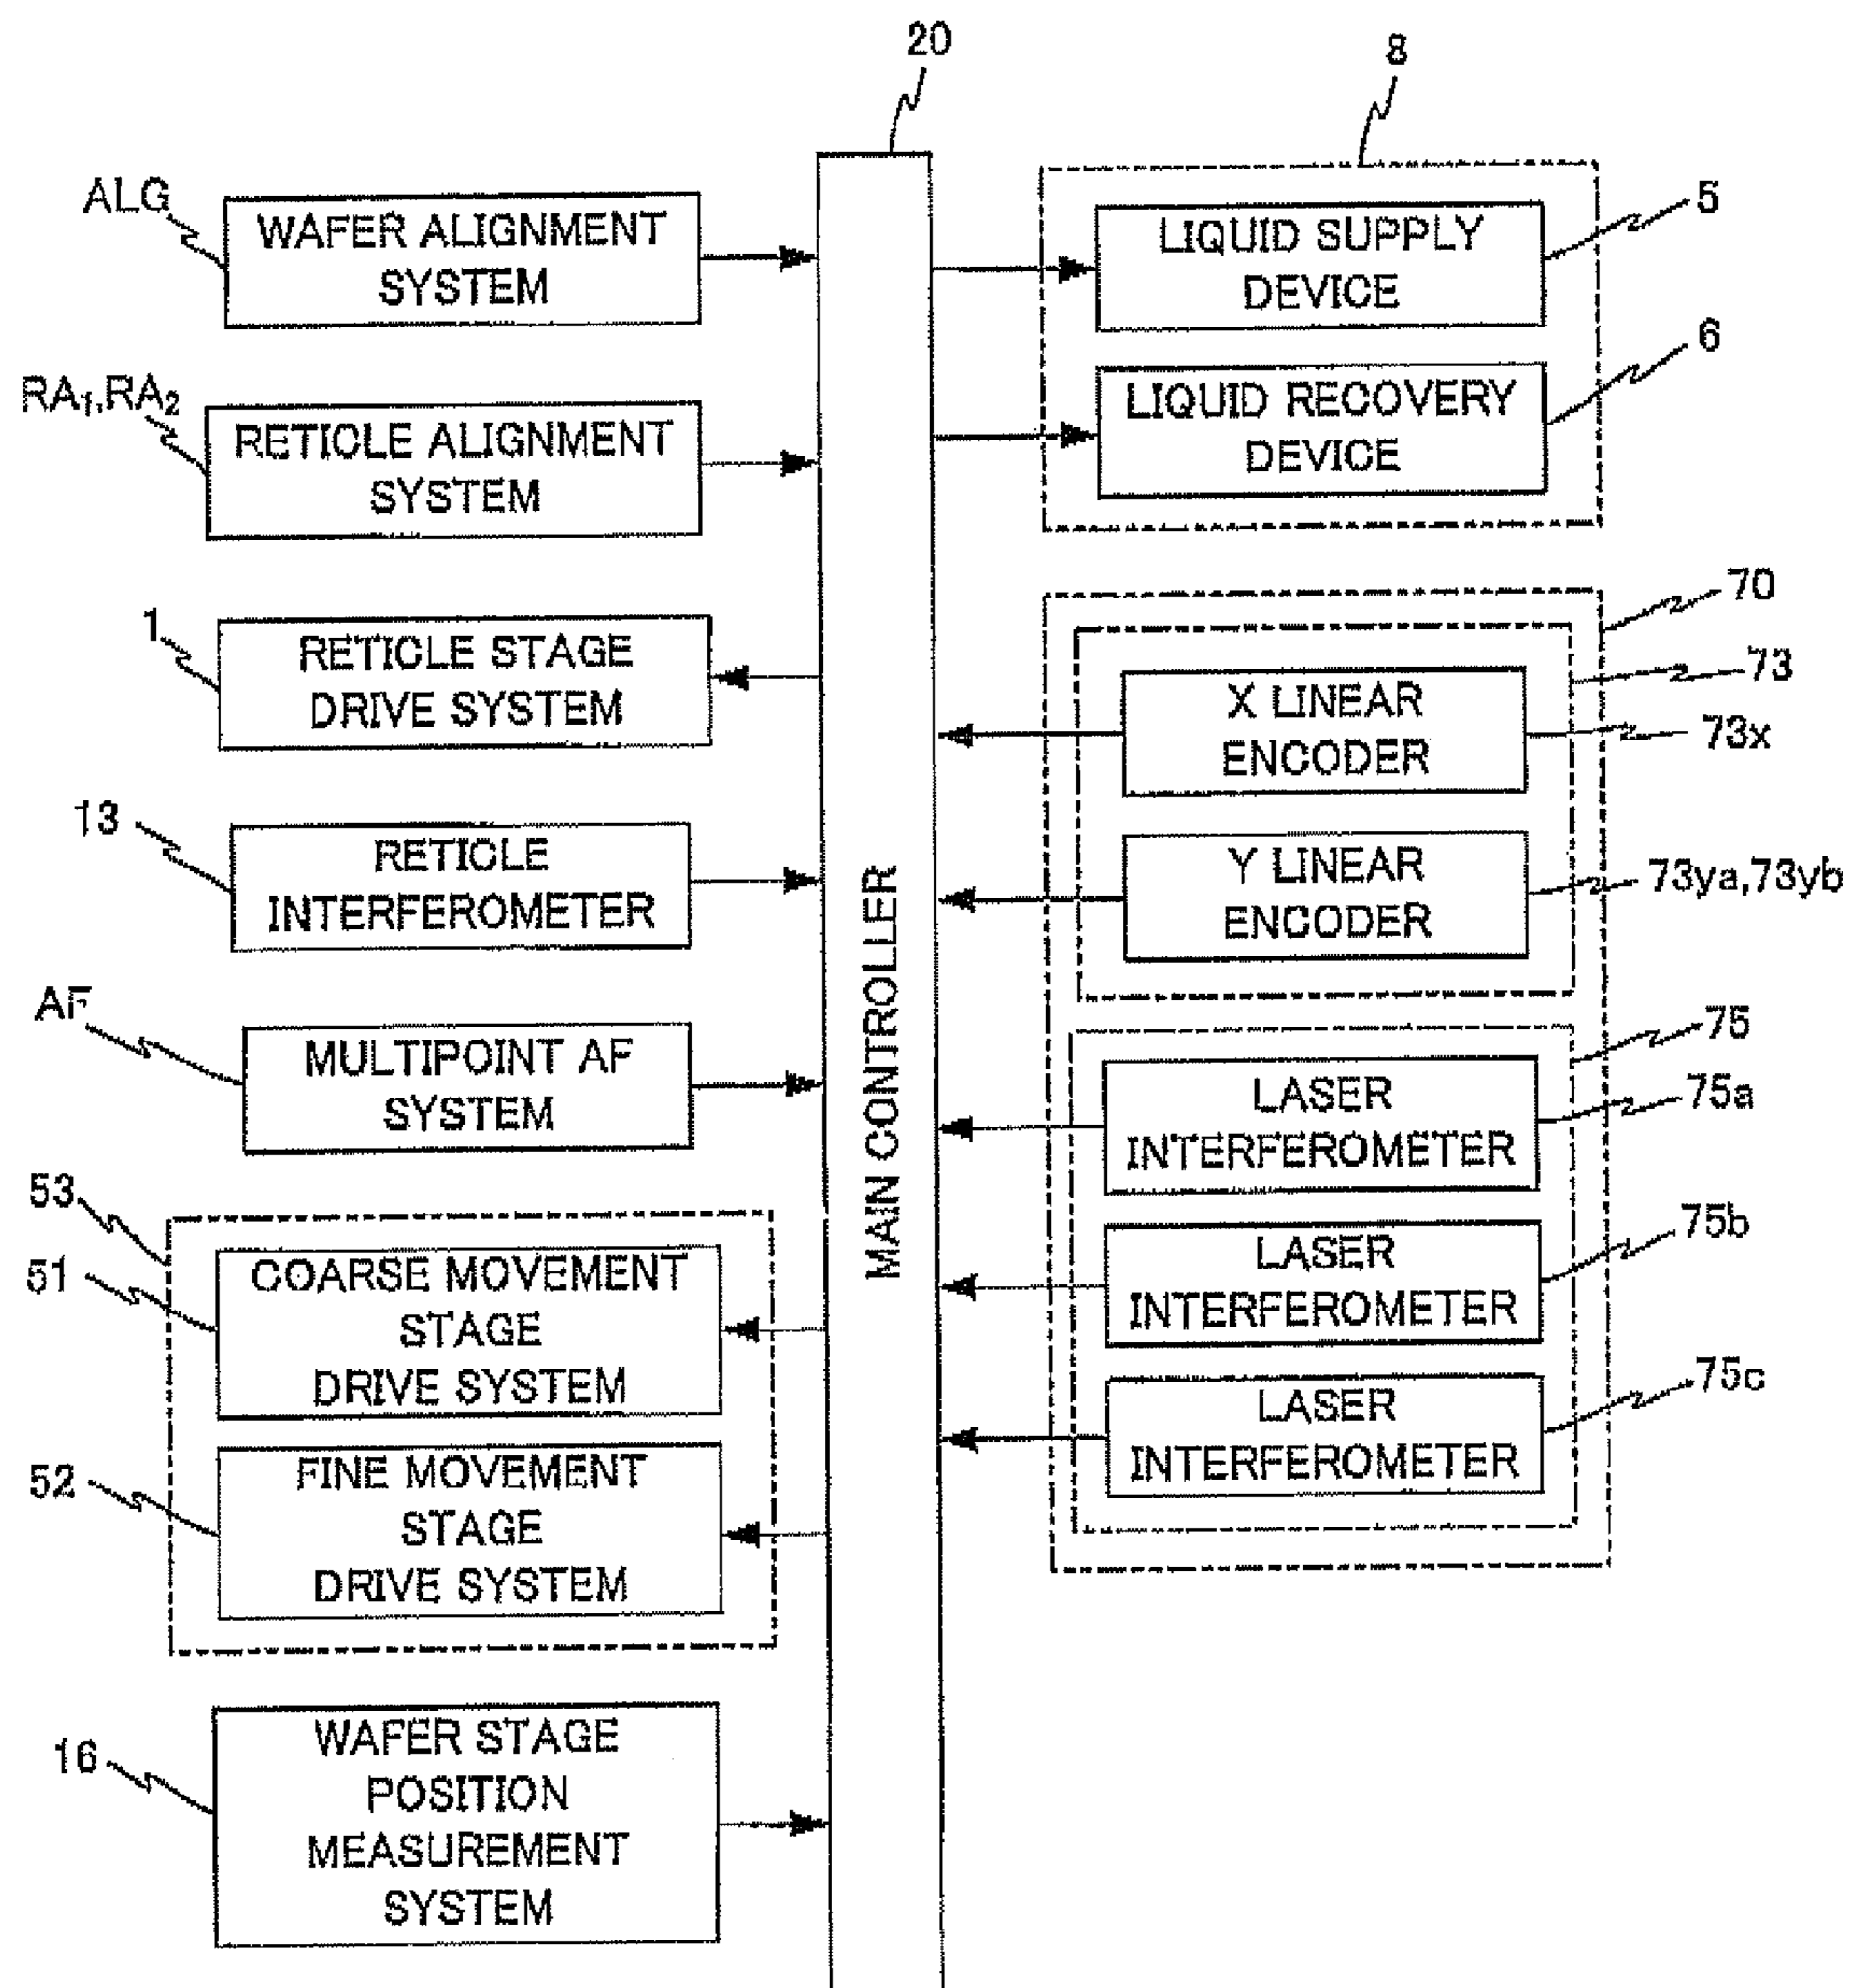 20
8
ALG
WAFER ALIGNMENT
SYSTEM
RA1,RA2
RETICLE ALIGNMENT
SYSTEM
1
RETICLE STAGE
DRIVE SYSTEM
13
RETICLE
INTERFEROMETER
AF
MULTIPOINT AF
SYSTEM
53
51
COARSE MOVEMENT
STAGE
DRIVE SYSTEM
52
FINE MOVEMENT
STAGE
DRIVE SYSTEM
16
WAFER STAGE
POSITION
MEASUREMENT
SYSTEM
MAIN CONTROLLER
LIQUID SUPPLY
DEVICE
5
LIQUID RECOVERY
DEVICE
6
70
73
X LINEAR
ENCODER
73x
Y LINEAR
ENCODER
73ya,73yb
75
LASER
INTERFEROMETER
75a
LASER
INTERFEROMETER
75b
LASER
INTERFEROMETER
75c